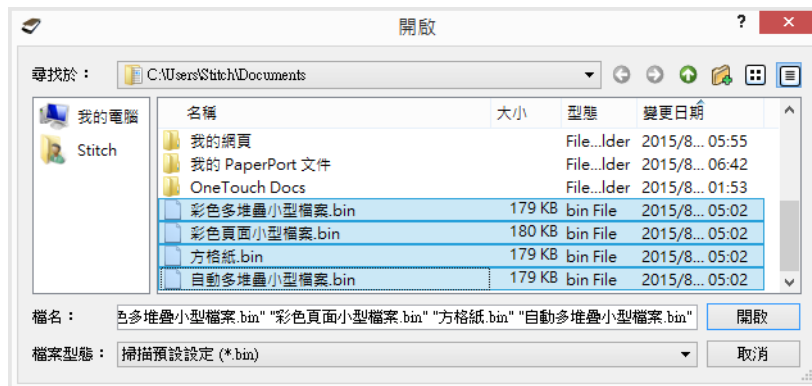 開啟
?
×
尋找於：
C:\Users\Stitch\Documents
我的電腦
Stitch
名稱 大小 型態 變更日期
我的網頁 File...lder 2015/8... 05:55
我的 PaperPort 文件 File...lder 2015/8... 06:42
OneTouch Docs File...lder 2015/8... 01:53
彩色多堆疊小型檔案.bin 179 KB bin File 2015/8... 05:02
彩色頁面小型檔案.bin 180 KB bin File 2015/8... 05:02
方格紙.bin 179 KB bin File 2015/8... 05:02
自動多堆疊小型檔案.bin 179 KB bin File 2015/8... 05:02
檔名： 色多堆疊小型檔案.bin" "彩色頁面小型檔案.bin" "方格紙.bin" "自動多堆疊小型檔案.bin" 開啟
檔案型態： 掃描預設設定 (*.bin) 取消